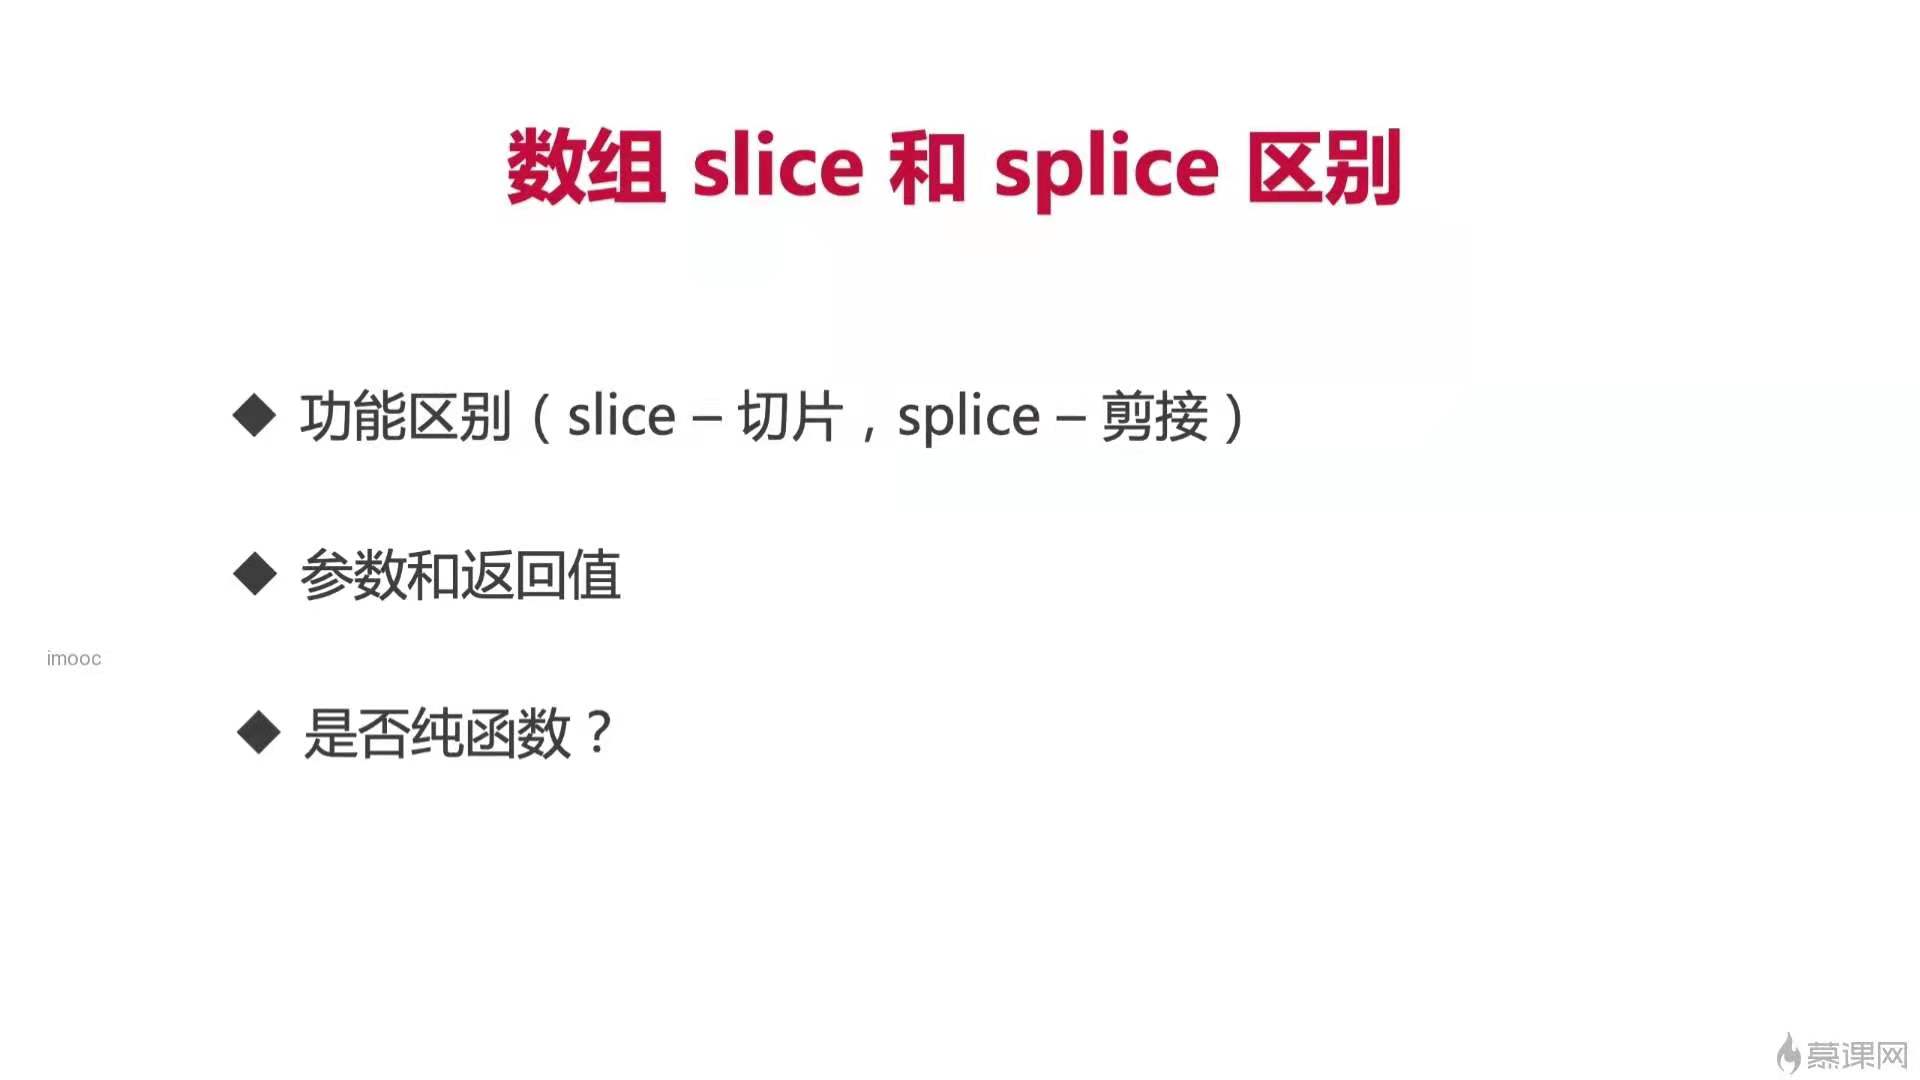 数组 slice 和 splice 区别
◆ 功能区别（slice – 切片，splice – 剪接）
◆ 参数和返回值
imooc
◆ 是否纯函数？
慕课网